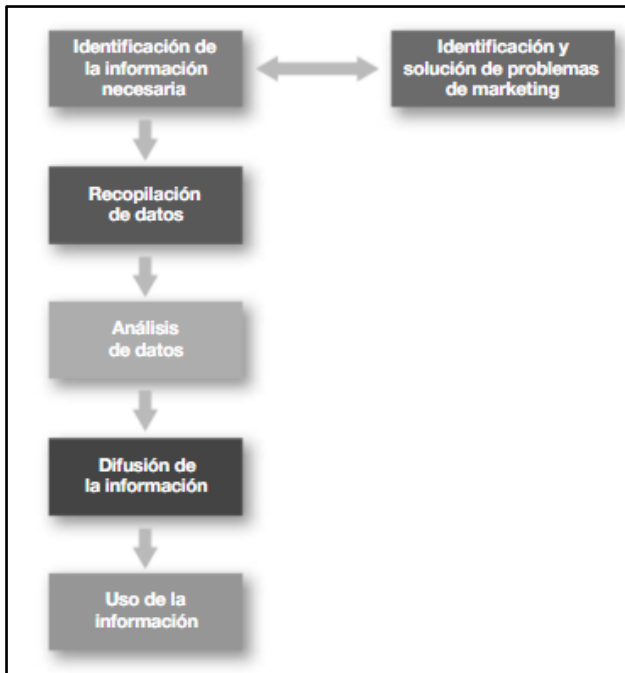 Identificación de
la información
necesaria
Identificación y
solución de problemas
de marketing
Recopilación
de datos
Análisis
de datos
Difusión de
la información
Uso de la
información